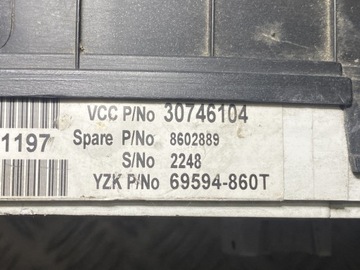 VCC P/No 30746104
1197 Spare P/No 8602889
S/No 2248
YZK P/No 69594-860T